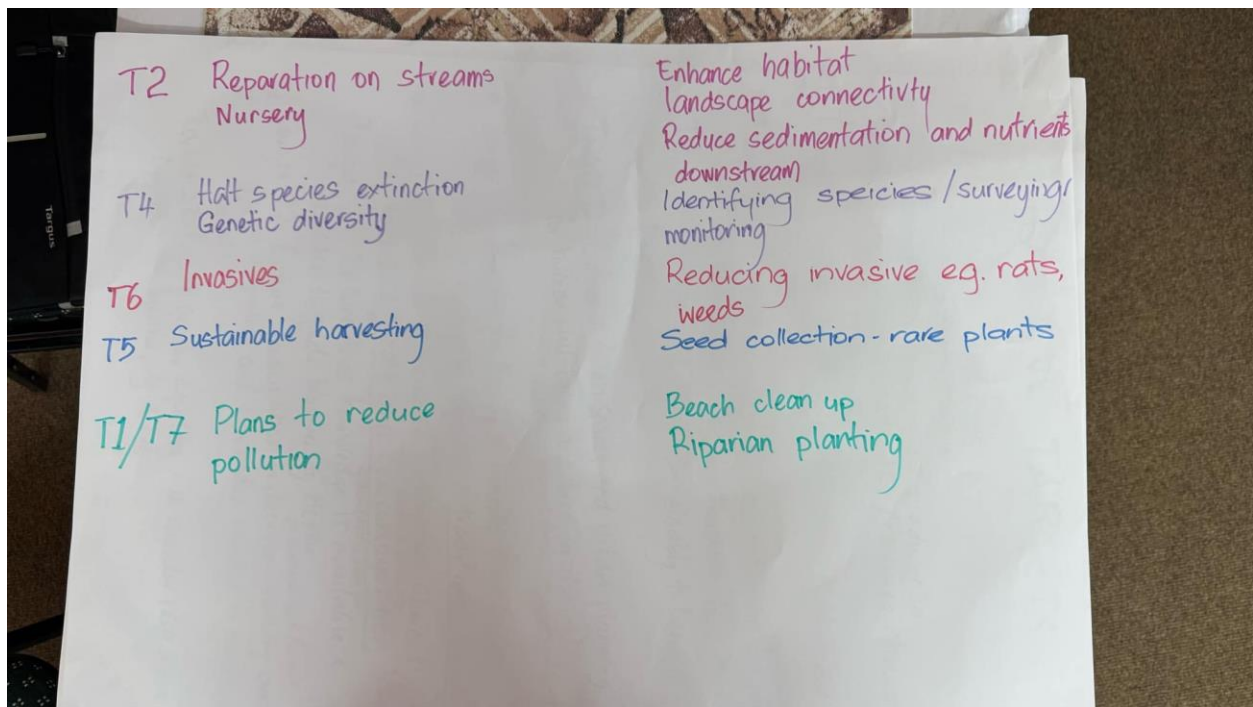 T2 Reparation on streams
Nursery
Enhance habitat
landscape connectivty
Reduce sedimentation and nutrients
downstream
T4 Halt species extinction
Genetic diversity
Identifying speicies / surveying/
monitoring
T6 Invasives
Reducing invasive eg. rats,
weeds
T5 Sustainable harvesting
Seed collection - rare plants
T1/T7 Plans to reduce
pollution
Beach clean up
Riparian planting
Targus